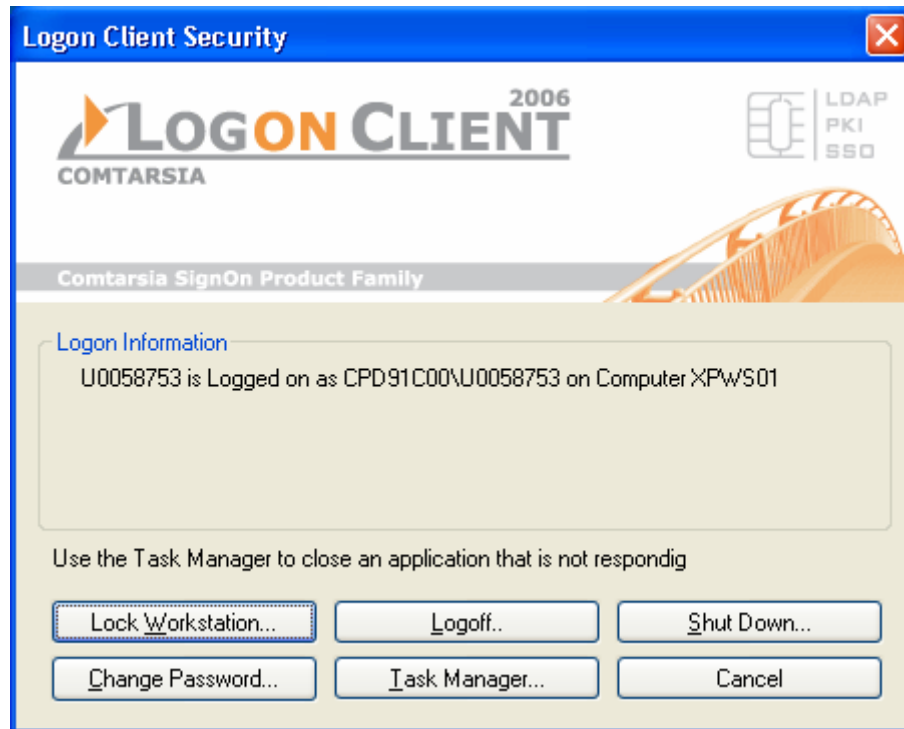 Logon Client Security
2006
LOGON CLIENT
COMTARSIA
LDAP
PKI
SSO
Comtarsia SignOn Product Family
Logon Information
U0058753 is Logged on as CPD91C00\U0058753 on Computer XPWS01
Use the Task Manager to close an application that is not respondig
Lock Workstation... Logoff.. Shut Down...
Change Password... Task Manager... Cancel